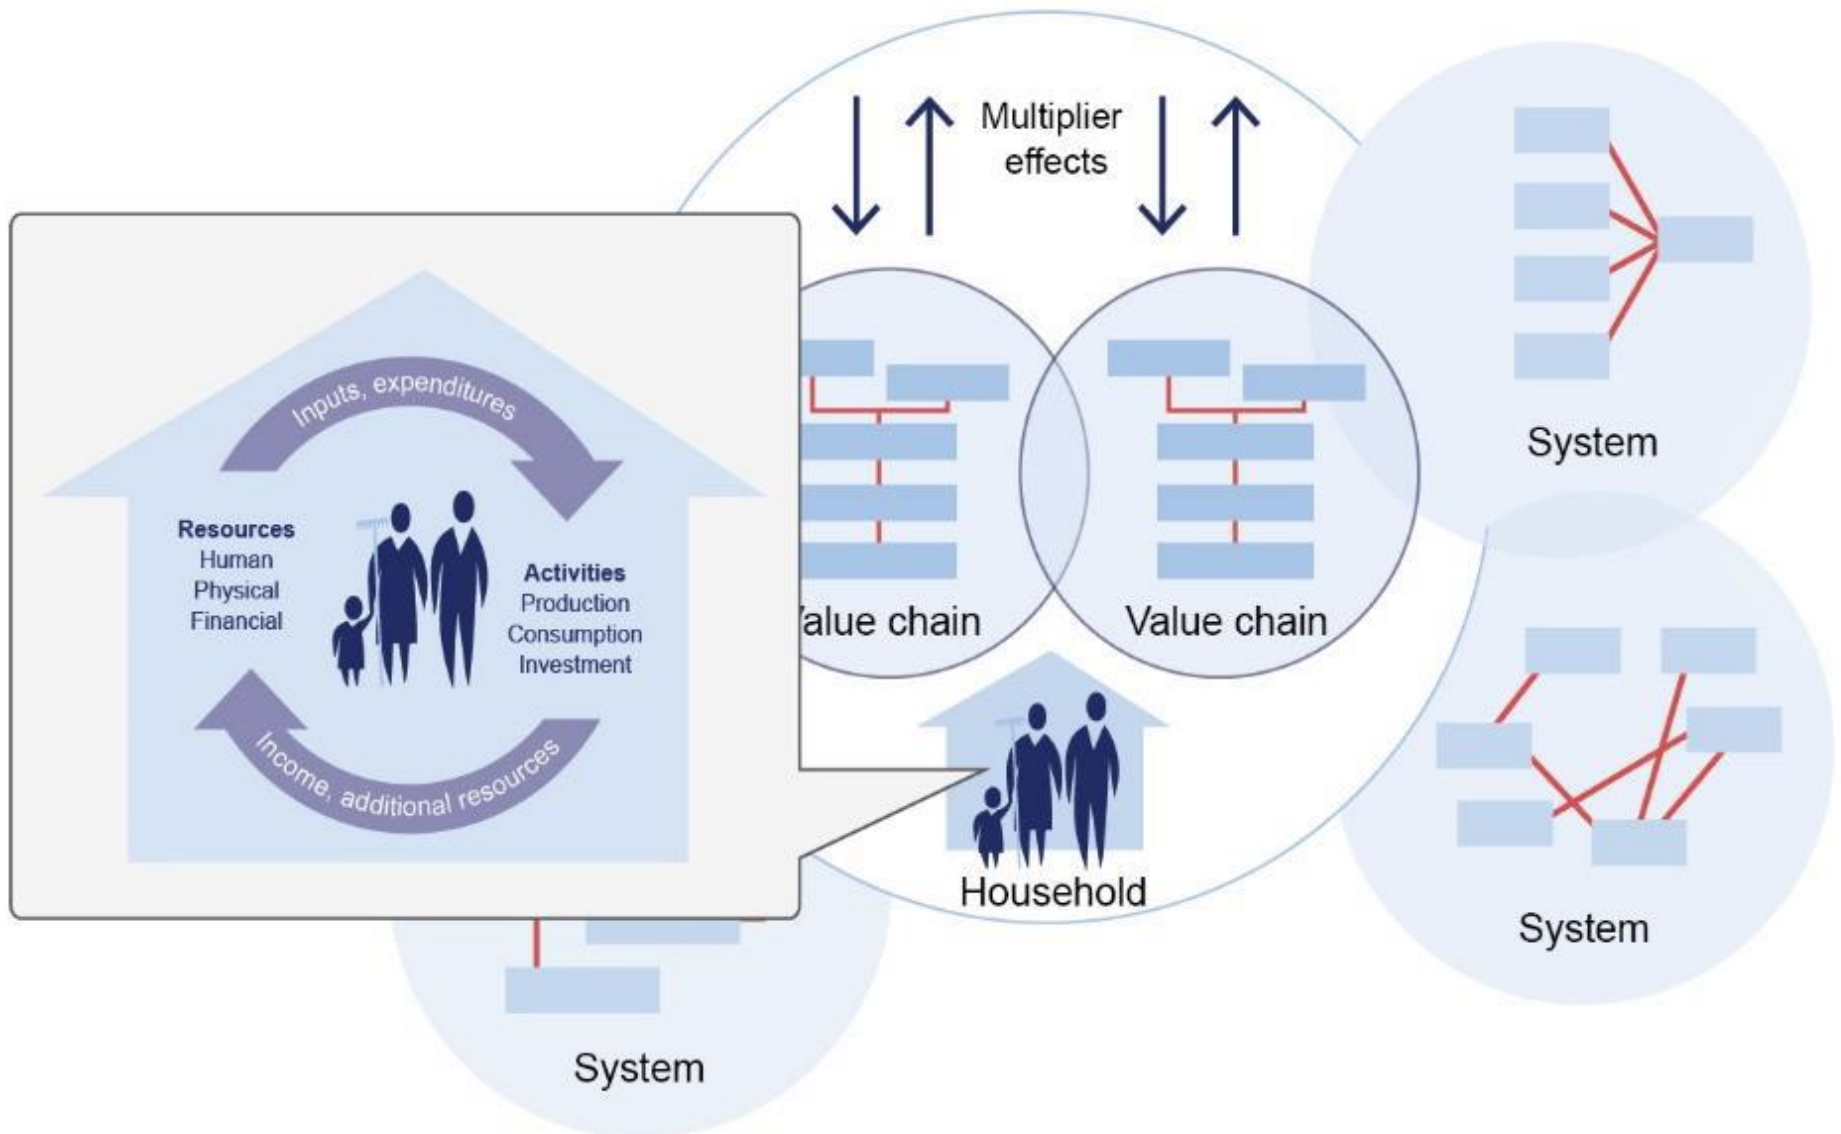 Multiplier
effects
Inputs, expenditures
Resources
Human
Physical
Financial
Activities
Production
Consumption
Investment
Income, additional resources
alue chain
Value chain
Household
System
System
System